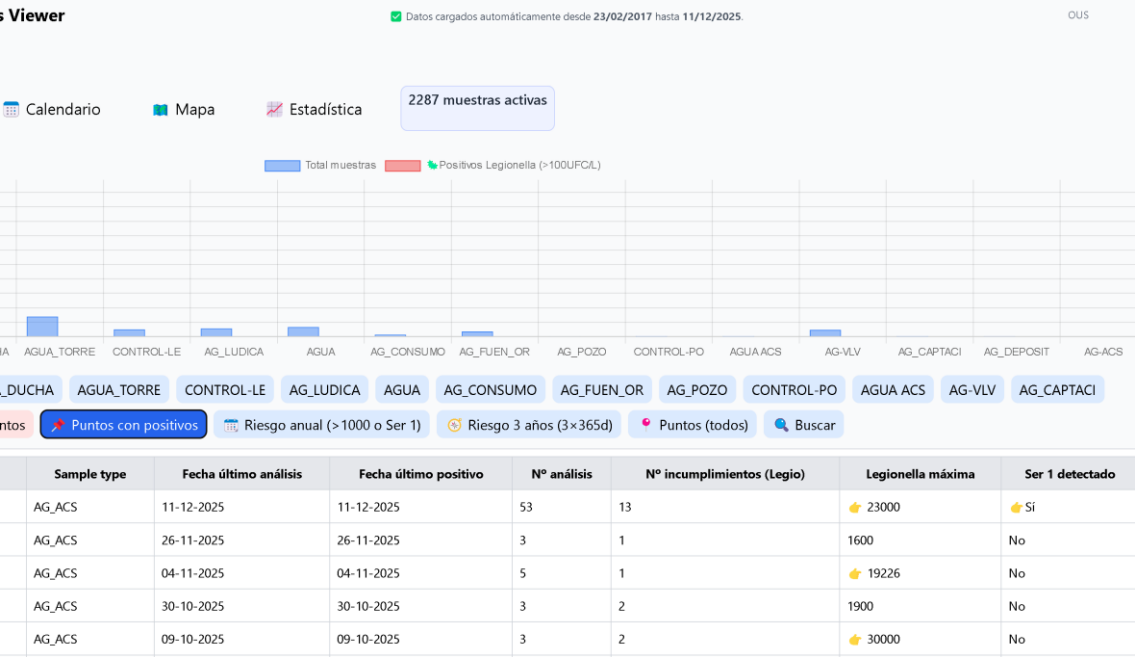 s Viewer
Datos cargados automáticamente desde 23/02/2017 hasta 11/12/2025.
OUS
Calendario
Mapa
Estadística
2287 muestras activas
Total muestras
Positivos Legionella (>100UFC/L)
HA AGUA_TORRE CONTROL-LE AG_LUDICA AGUA AG_CONSUMO AG_FUEN_OR AG_POZO CONTROL-PO AGUA ACS AG-VLV AG_CAPTACI AG_DEPOSIT AG-ACS
_DUCHA AGUA_TORRE CONTROL-LE AG_LUDICA AGUA AG_CONSUMO AG_FUEN_OR AG_POZO CONTROL-PO AGUA ACS AG-VLV AG_CAPTACI
ntos Puntos con positivos Riesgo anual (>1000 o Ser 1) Riesgo 3 años (3×365d) Puntos (todos) Buscar
Sample type Fecha último análisis Fecha último positivo Nº análisis Nº incumplimientos (Legio) Legionella máxima Ser 1 detectado
AG_ACS 11-12-2025 11-12-2025 53 13 23000 Sí
AG_ACS 26-11-2025 26-11-2025 3 1 1600 No
AG_ACS 04-11-2025 04-11-2025 5 1 19226 No
AG_ACS 30-10-2025 30-10-2025 3 2 1900 No
AG_ACS 09-10-2025 09-10-2025 3 2 30000 No